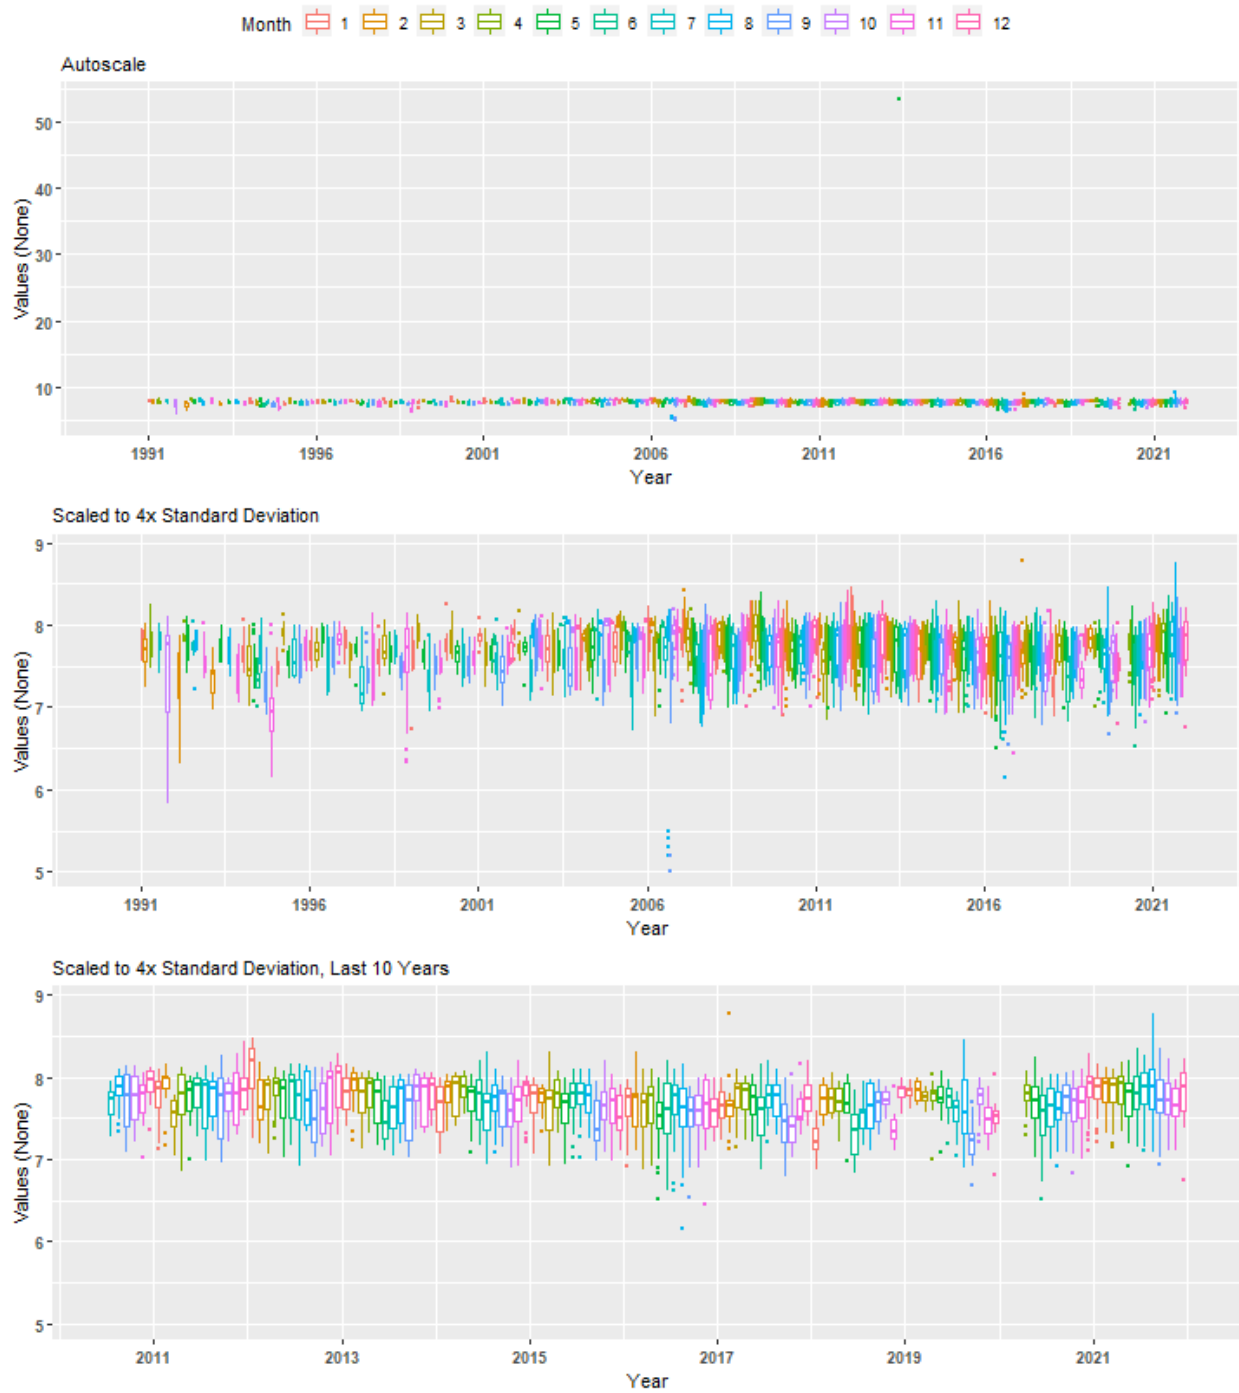 Month 1 2 3 4 5 6 7 8 9 10 11 12
Autoscale
Values (None)
50
40
30
20
10
1991 1996 2001 2006 2011 2016 2021
Year
Scaled to 4x Standard Deviation
Values (None)
9
8
7
6
5
1991 1996 2001 2006 2011 2016 2021
Year
Scaled to 4x Standard Deviation, Last 10 Years
Values (None)
9
8
7
6
5
2011 2013 2015 2017 2019 2021
Year